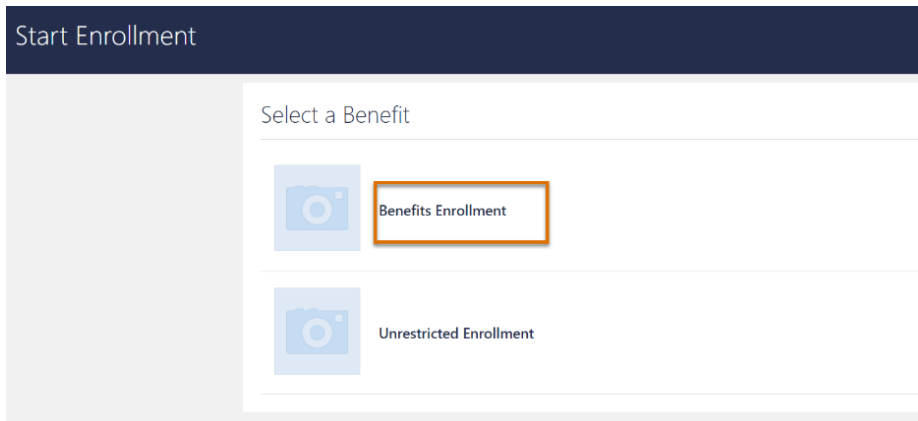 Start Enrollment
Select a Benefit
Benefits Enrollment
Unrestricted Enrollment